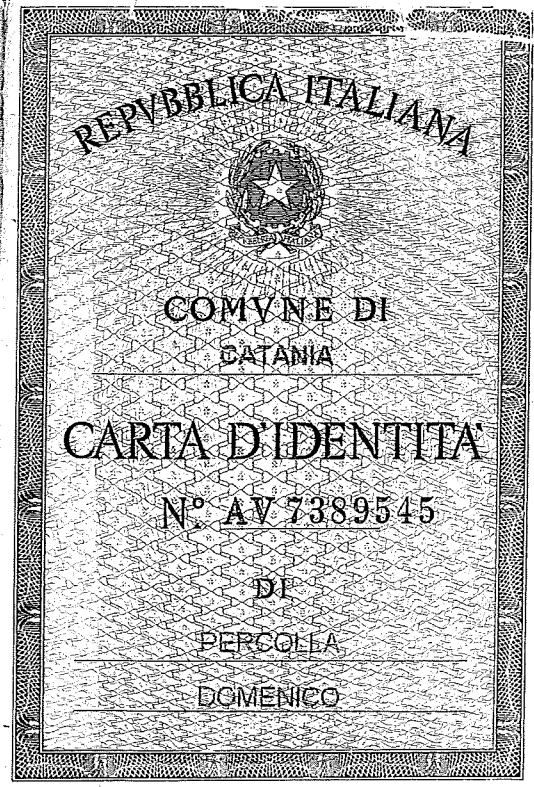 REPVBBLICA ITALIANA
COMVNE DI
CATANIA
CARTA D'IDENTITA'
N.º AV 7389545
DI
PERCOLLA
DOMENICO